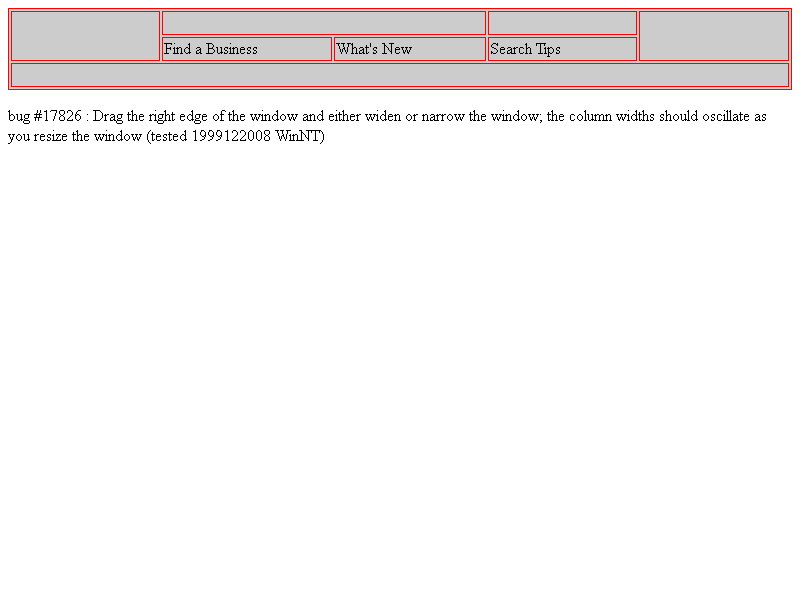 Find a Business What's New Search Tips
bug #17826 : Drag the right edge of the window and either widen or narrow the window; the column widths should oscillate as
you resize the window (tested 1999122008 WinNT)